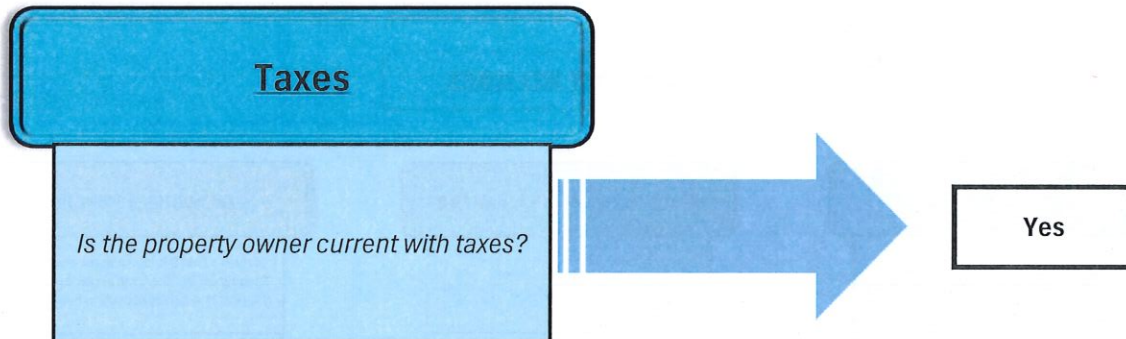 Taxes
Is the property owner current with taxes?
Yes